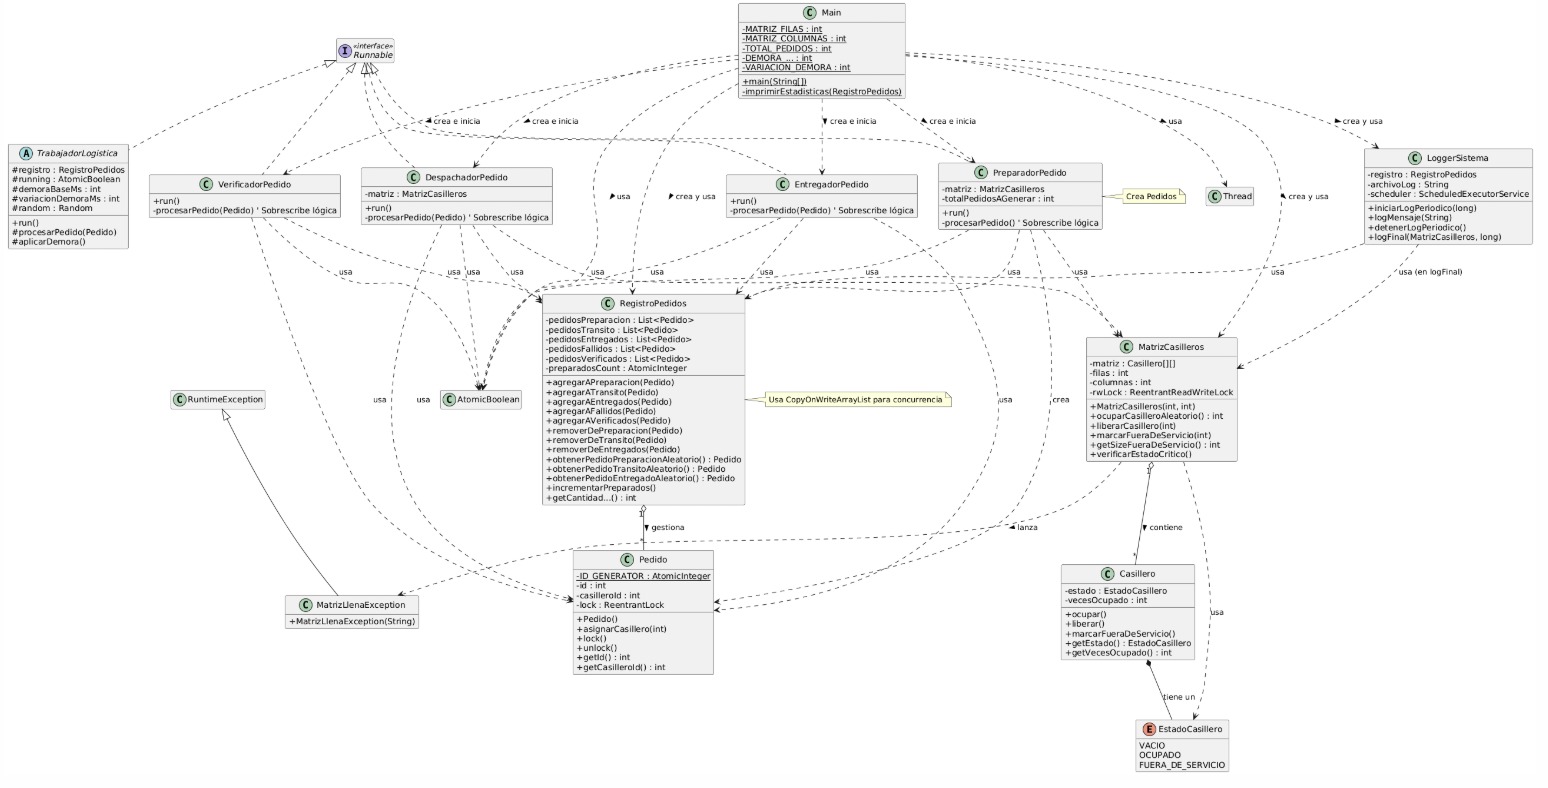 C Main
-MATRIZ_FILAS : int
-MATRIZ_COLUMNAS : int
-TOTAL_PEDIDOS : int
-DEMORA_... : int
-VARIACION_DEMORA : int
+main(String[])
-imprimirEstadisticas(RegistroPedidos)
I «interface»
Runnable
crea e inicia
crea e inicia
crea e inicia
crea e inicia
usa
crea y usa
A TrabajadorLogistica
#registro : RegistroPedidos
#running : AtomicBoolean
#demoraBaseMs : int
#variacionDemoraMs : int
#random : Random
+run()
#procesarPedido(Pedido)
#aplicarDemora()
C VerificadorPedido
+run()
-procesarPedido(Pedido) ' Sobrescribe lógica
C DespachadorPedido
-matriz : MatrizCasilleros
+run()
-procesarPedido(Pedido) ' Sobrescribe lógica
usa
crea y usa
C EntregadorPedido
+run()
-procesarPedido(Pedido) ' Sobrescribe lógica
C PreparadorPedido
-matriz : MatrizCasilleros
-totalPedidosAGenerar : int
+run()
-procesarPedido() ' Sobrescribe lógica
Crea Pedidos
C Thread
crea y usa
C LoggerSistema
-registro : RegistroPedidos
-archivoLog : String
-scheduler : ScheduledExecutorService
+iniciarLogPeriodico(long)
+logMensaje(String)
+detenerLogPeriodico()
+logFinal(MatrizCasilleros, long)
usa
usa
usa
usa
usa
usa
usa
usa
usa
usa
usa
usa
usa (en logFinal)
C RegistroPedidos
-pedidosPreparacion : List<Pedido>
-pedidosTransito : List<Pedido>
-pedidosEntregados : List<Pedido>
-pedidosFallidos : List<Pedido>
-pedidosVerificados : List<Pedido>
-preparadosCount : AtomicInteger
+agregarAPreparacion(Pedido)
+agregarATransito(Pedido)
+agregarAEntregados(Pedido)
+agregarAFallidos(Pedido)
+agregarAVerificados(Pedido)
+removerDePreparacion(Pedido)
+removerDeTransito(Pedido)
+removerDeEntregados(Pedido)
+obtenerPedidoPreparacionAleatorio() : Pedido
+obtenerPedidoTransitoAleatorio() : Pedido
+obtenerPedidoEntregadoAleatorio() : Pedido
+incrementarPreparados()
+getCantidad...() : int
Usa CopyOnWriteArrayList para concurrencia
C MatrizCasilleros
-matriz : Casillero[][]
-filas : int
-columnas : int
-rwLock : ReentrantReadWriteLock
+MatrizCasilleros(int, int)
+ocuparCasilleroAleatorio() : int
+liberarCasillero(int)
+marcarFueraDeServicio(int)
+getSizeFueraDeServicio() : int
+verificarEstadoCritico()
C RuntimeException
C AtomicBoolean
usa
usa
usa
crea
1
gestiona
*
lanza
1
contiene
*
C Pedido
-ID_GENERATOR : AtomicInteger
-id : int
-casilleroId : int
-lock : ReentrantLock
+Pedido()
+asignarCasillero(int)
+lock()
+unlock()
+getId() : int
+getCasilleroId() : int
C MatrizLlenaException
+MatrizLlenaException(String)
C Casillero
-estado : EstadoCasillero
-vecesOcupado : int
+ocupar()
+liberar()
+marcarFueraDeServicio()
+getEstado() : EstadoCasillero
+getVecesOcupado() : int
usa
tiene un
E EstadoCasillero
VACIO
OCUPADO
FUERA_DE_SERVICIO